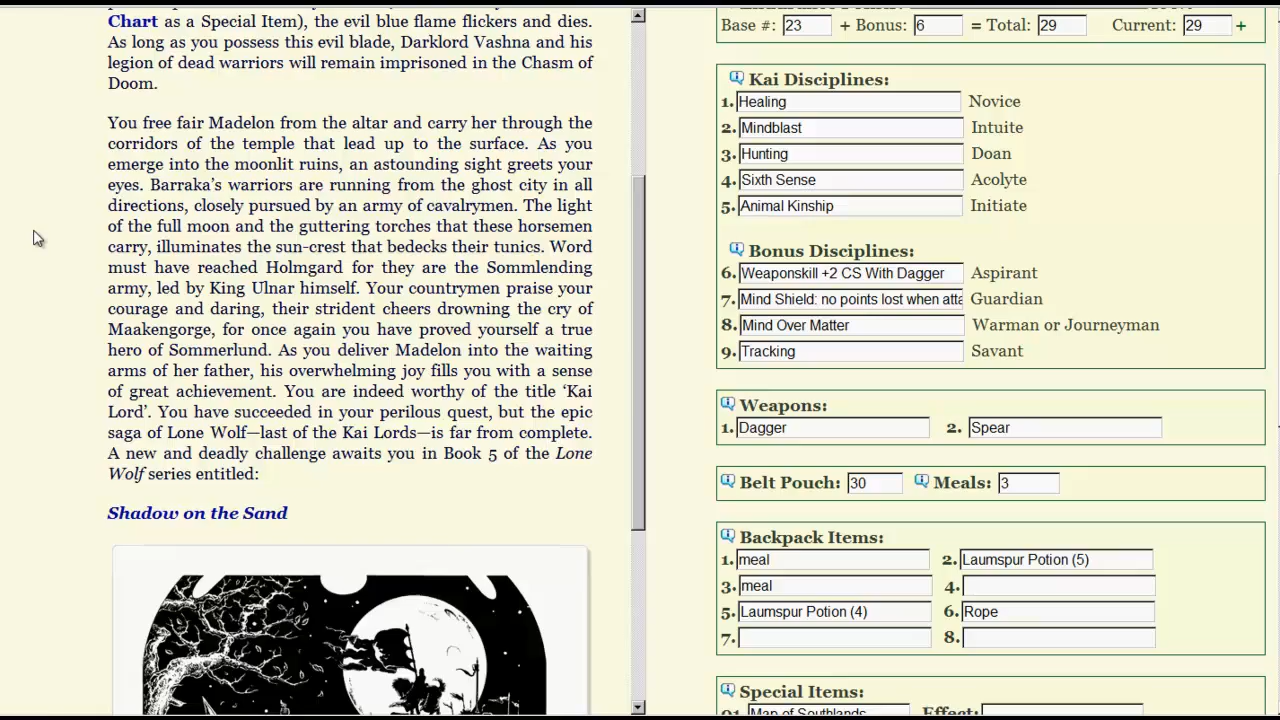 Chart as a Special Item), the evil blue flame flickers and dies.
As long as you possess this evil blade, Darklord Vashna and his
legion of dead warriors will remain imprisoned in the Chasm of
Doom.
You free fair Madelon from the altar and carry her through the
corridors of the temple that lead up to the surface. As you
emerge into the moonlit ruins, an astounding sight greets your
eyes. Barraka’s warriors are running from the ghost city in all
directions, closely pursued by an army of cavalrymen. The light
of the full moon and the guttering torches that these horsemen
carry, illuminates the sun-crest that bedecks their tunics. Word
must have reached Holmgard for they are the Sommlending
army, led by King Ulnar himself. Your countrymen praise your
courage and daring, their strident cheers drowning the cry of
Maakengorge, for once again you have proved yourself a true
hero of Sommerlund. As you deliver Madelon into the waiting
arms of her father, his overwhelming joy fills you with a sense
of great achievement. You are indeed worthy of the title ‘Kai
Lord’. You have succeeded in your perilous quest, but the epic
saga of Lone Wolf—last of the Kai Lords—is far from complete.
A new and deadly challenge awaits you in Book 5 of the Lone
Wolf series entitled:
Shadow on the Sand
Base #: 23 + Bonus: 6 = Total: 29 Current: 29 +
Kai Disciplines:
1. Healing Novice
2. Mindblast Intuite
3. Hunting Doan
4. Sixth Sense Acolyte
5. Animal Kinship Initiate
Bonus Disciplines:
6. Weaponskill +2 CS With Dagger Aspirant
7. Mind Shield: no points lost when atta Guardian
8. Mind Over Matter Warman or Journeyman
9. Tracking Savant
Weapons:
1. Dagger 2. Spear
Belt Pouch: 30 Meals: 3
Backpack Items:
1. meal 2. Laumspur Potion (5)
3. meal 4.
5. Laumspur Potion (4) 6. Rope
7. 8.
Special Items:
01. Map of Southlands Effect: